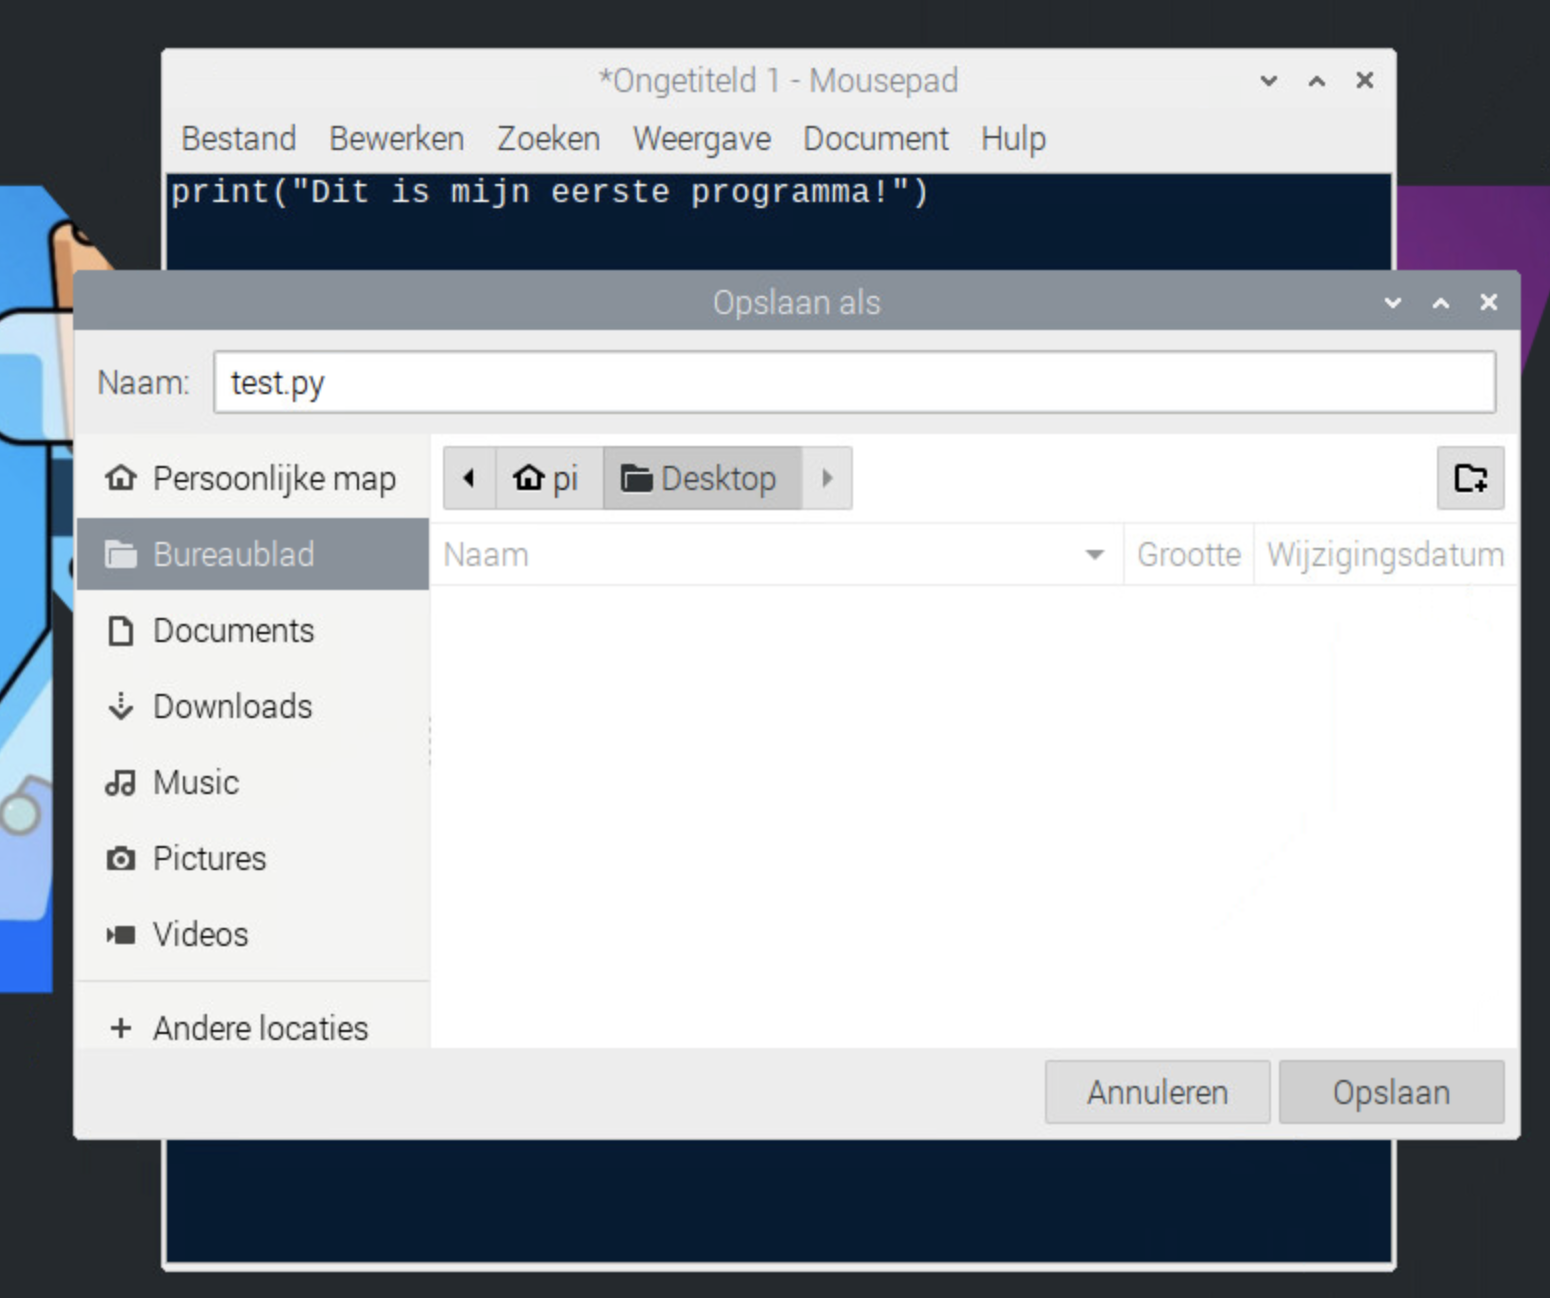 *Ongetiteld 1 - Mousepad
Bestand Bewerken Zoeken Weergave Document Hulp
print("Dit is mijn eerste programma!")
Opslaan als
Naam: test.py
Persoonlijke map
Bureaublad
Documents
Downloads
Music
Pictures
Videos
Andere locaties
pi Desktop
Naam Grootte Wijzigingsdatum
Annuleren Opslaan